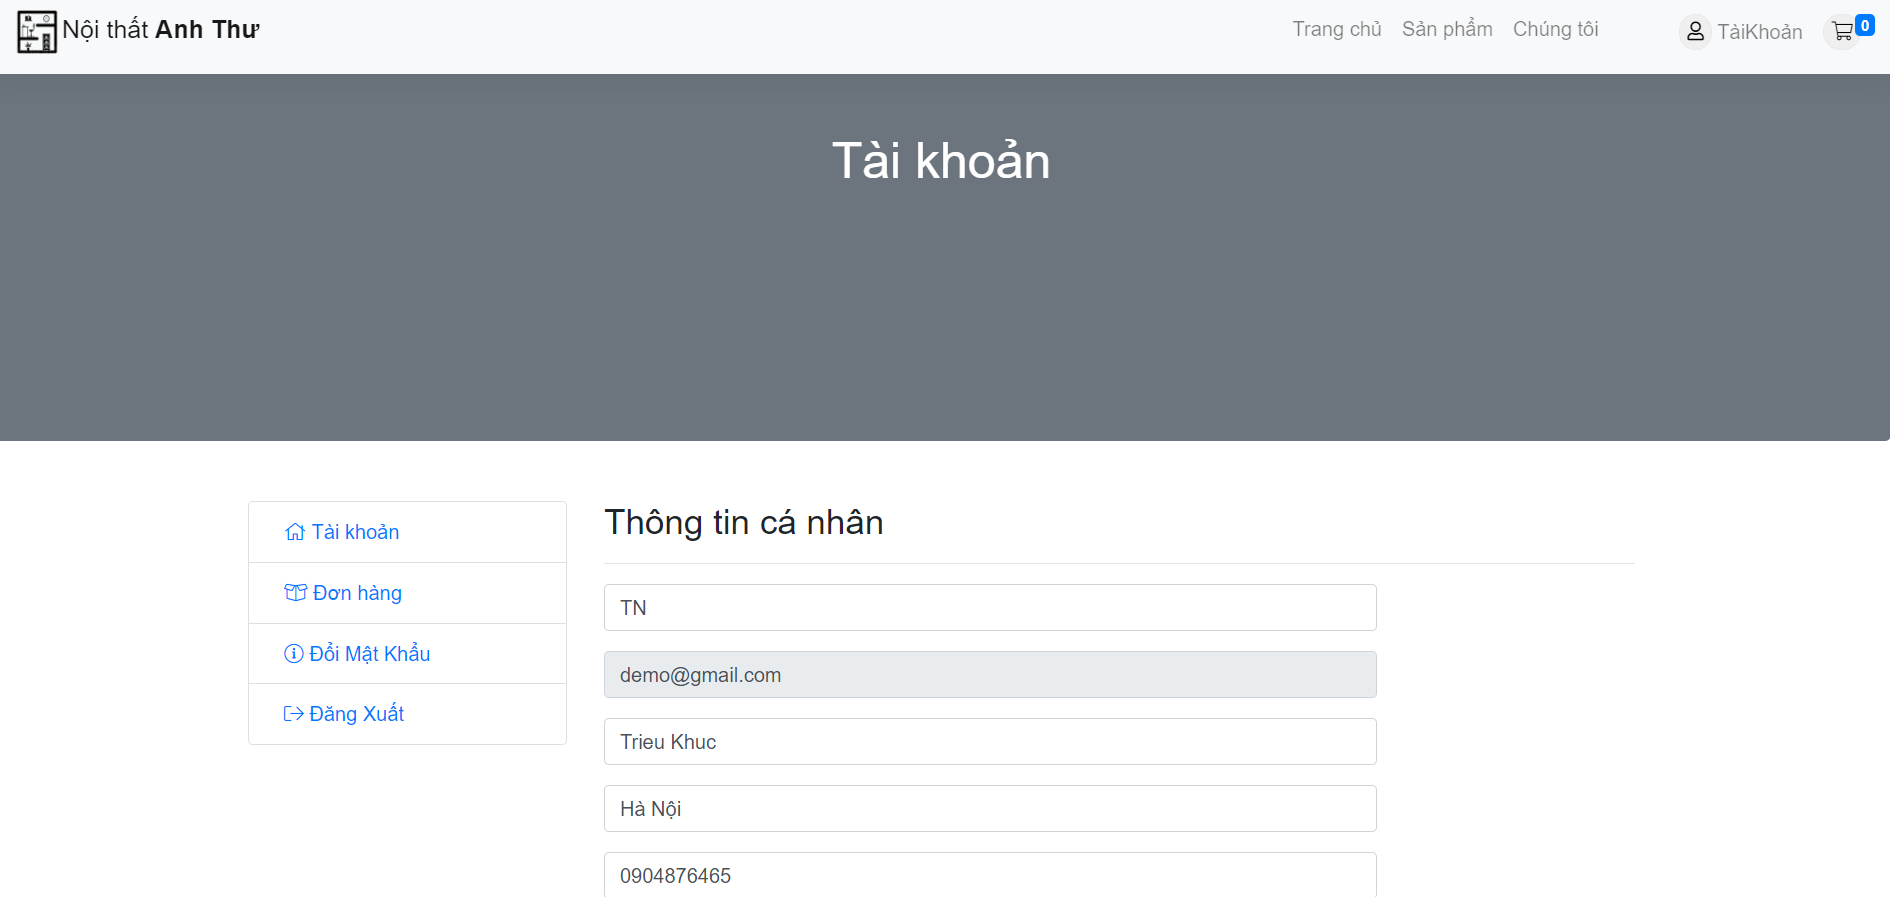 Nội thất Anh Thư
Trang chủ Sản phẩm Chúng tôi TàiKhoản 0
Tài khoản
Tài khoản
Đơn hàng
Đổi Mật Khẩu
Đăng Xuất
Thông tin cá nhân
TN
demo@gmail.com
Trieu Khuc
Hà Nội
0904876465